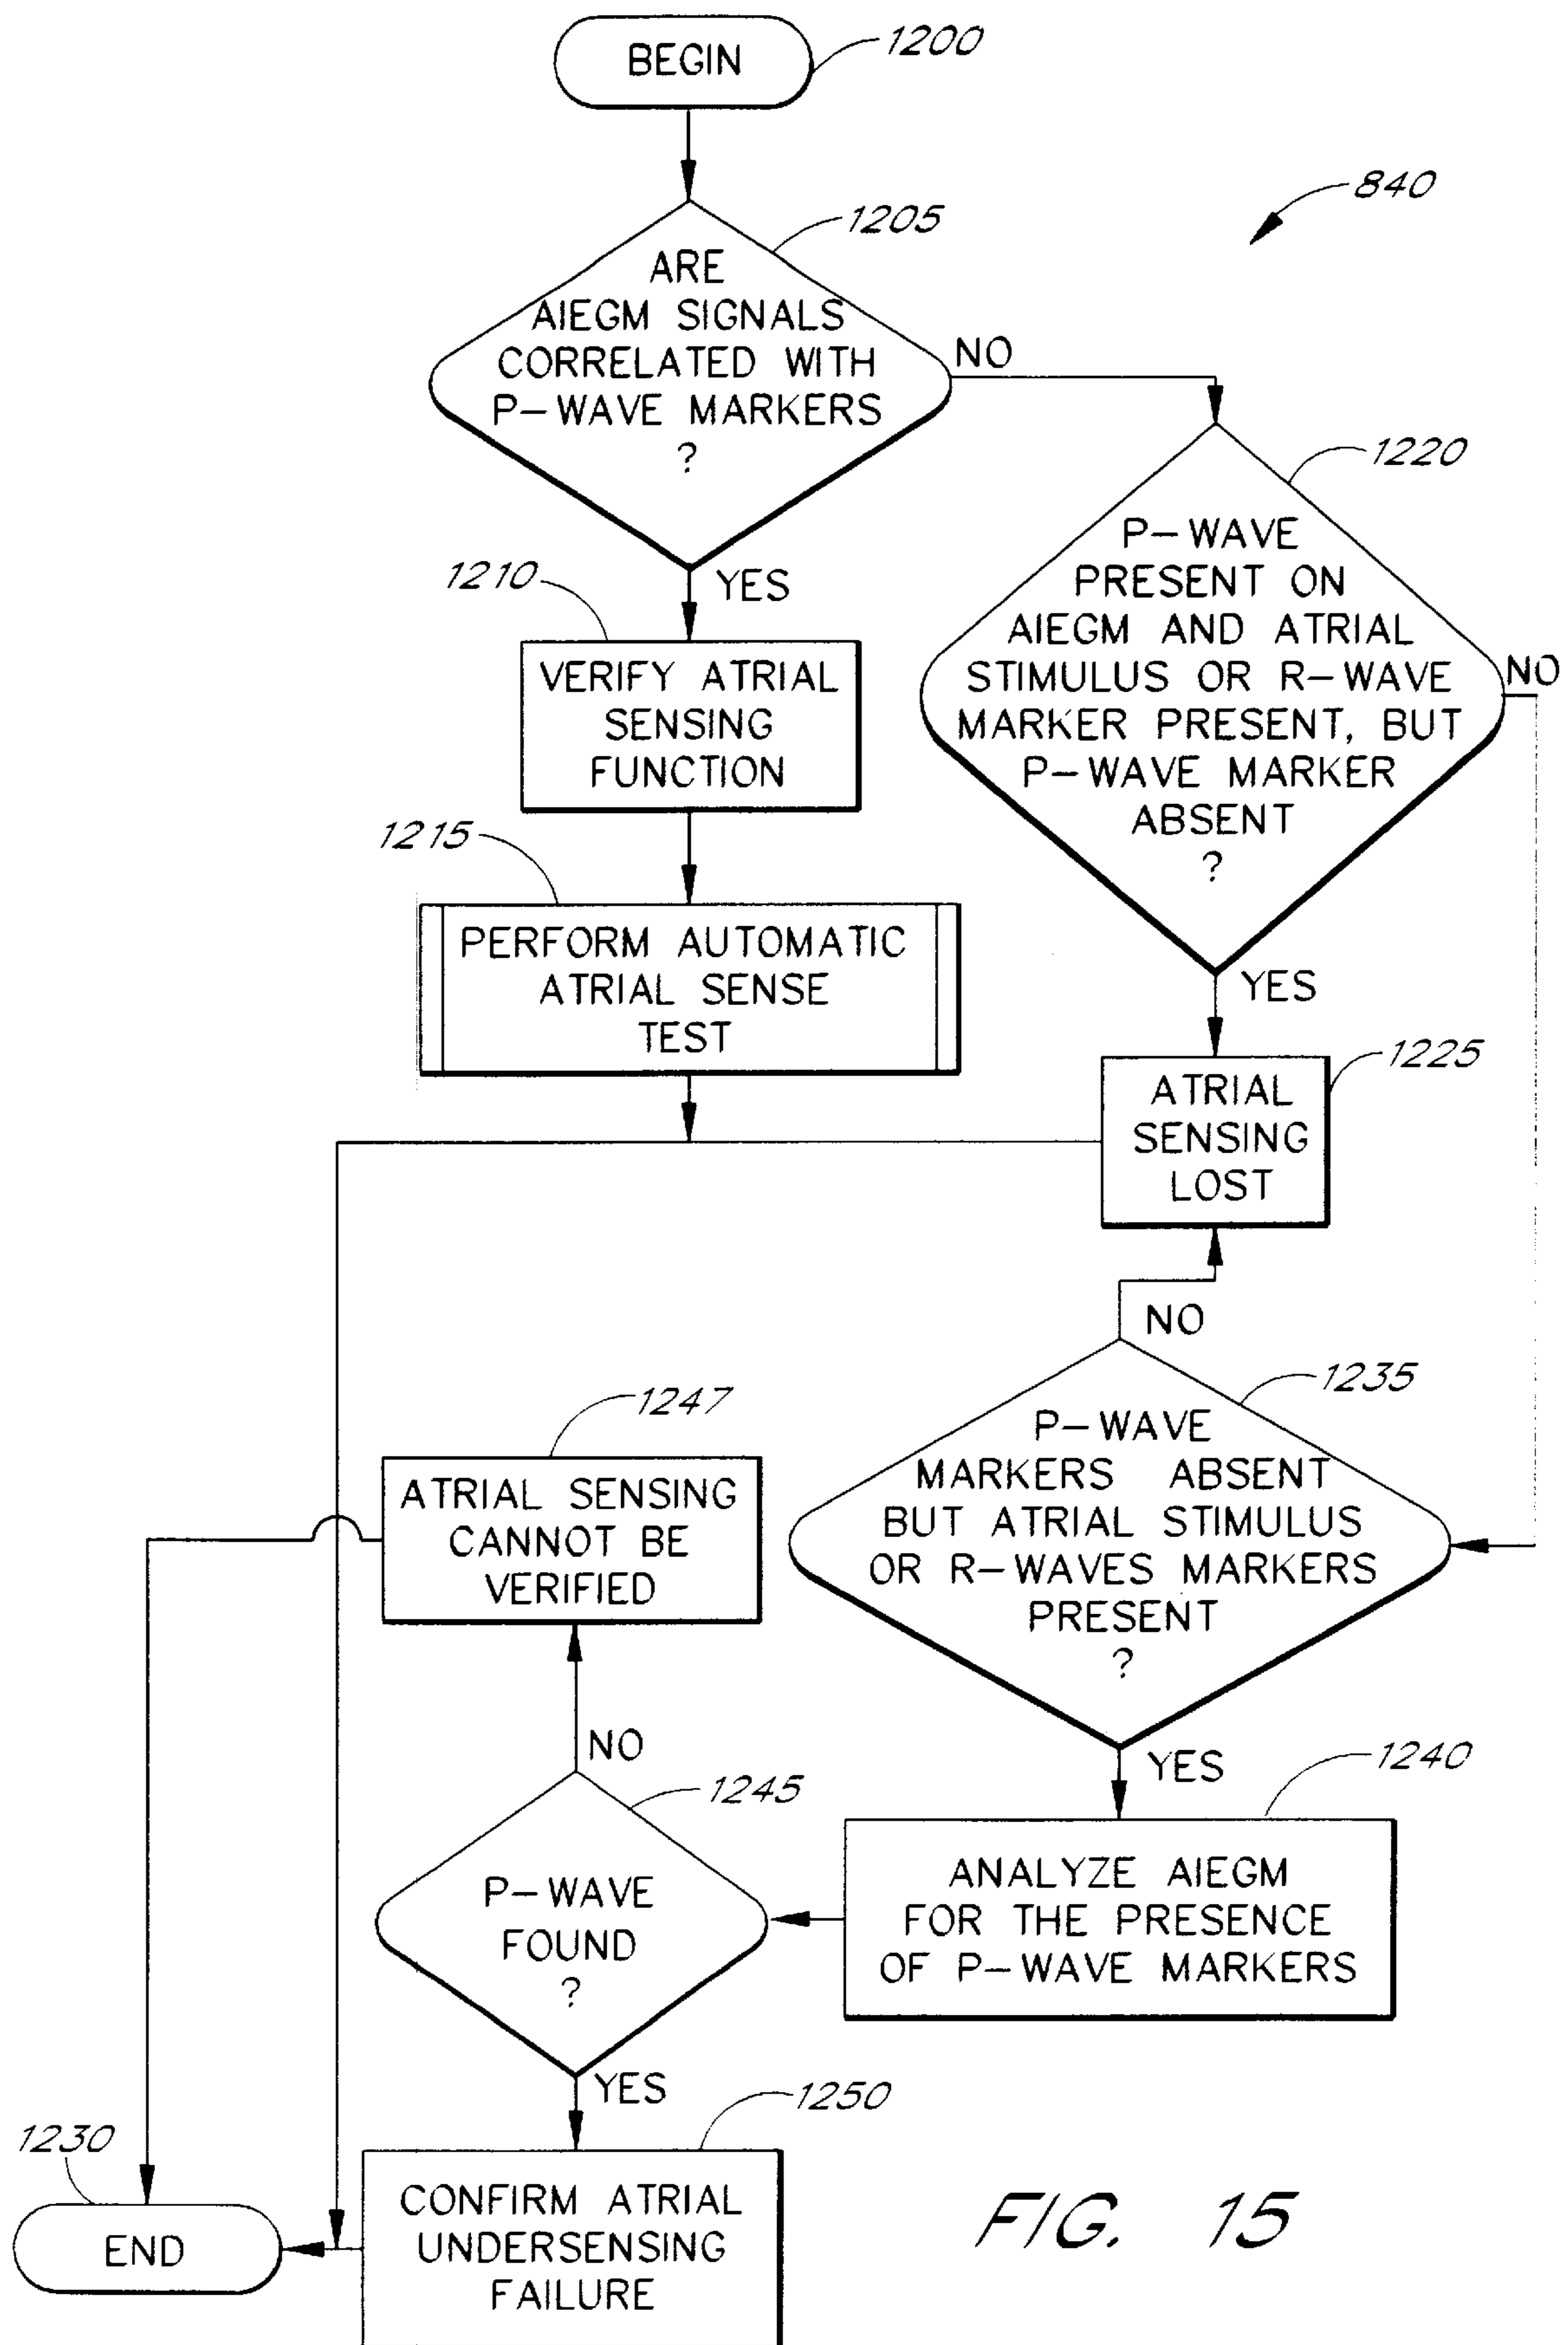 BEGIN
1200
840
1205
ARE
AIEGM SIGNALS
CORRELATED WITH
P-WAVE MARKERS
?
NO
YES
1220
P-WAVE
PRESENT ON
AIEGM AND ATRIAL
STIMULUS OR R-WAVE
MARKER PRESENT, BUT
P-WAVE MARKER
ABSENT
?
NO
YES
1210
VERIFY ATRIAL
SENSING
FUNCTION
1215
PERFORM AUTOMATIC
ATRIAL SENSE
TEST
1225
ATRIAL
SENSING
LOST
NO
1235
P-WAVE
MARKERS ABSENT
BUT ATRIAL STIMULUS
OR R-WAVES MARKERS
PRESENT
?
YES
1247
ATRIAL SENSING
CANNOT BE
VERIFIED
NO
1240
ANALYZE AIEGM
FOR THE PRESENCE
OF P-WAVE MARKERS
1245
P-WAVE
FOUND
?
YES
1250
CONFIRM ATRIAL
UNDERSENSING
FAILURE
1230
END
FIG. 15